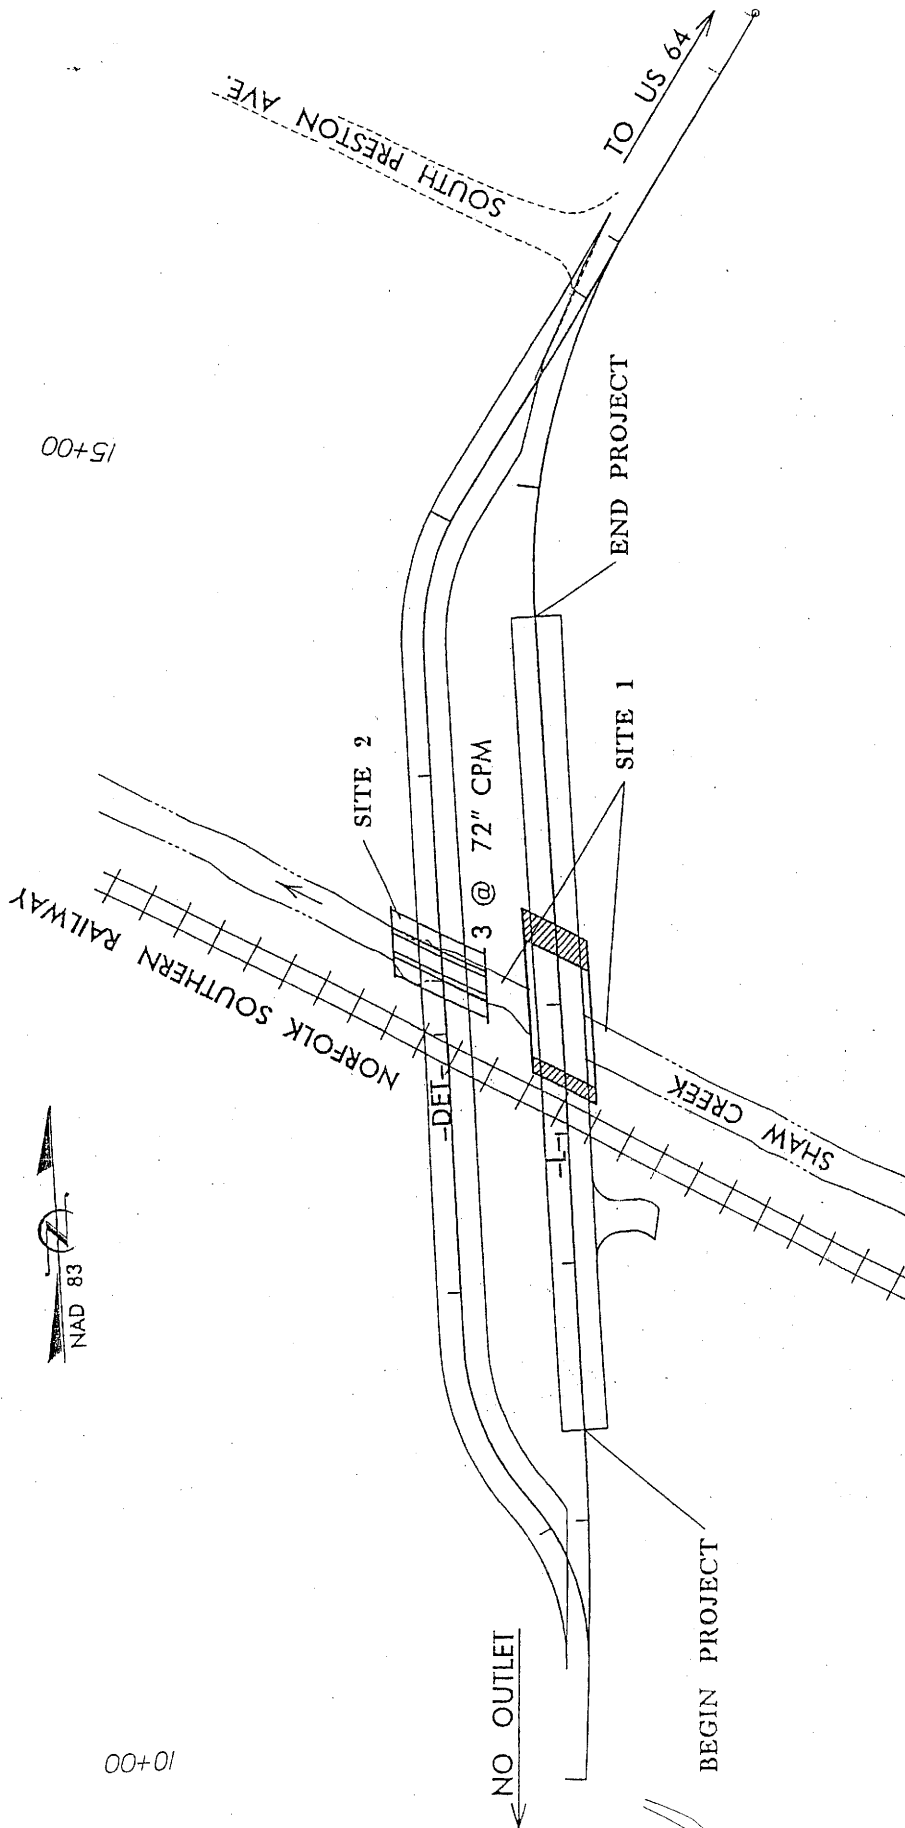 TO US 64
SOUTH PRESTON AVE.
15+00
END PROJECT
SITE 1
SITE 2
3 @ 72" CPM
NORFOLK SOUTHERN RAILWAY
-DET-
-L-
SHAW CREEK
NAD 83
NO OUTLET
BEGIN PROJECT
10+00